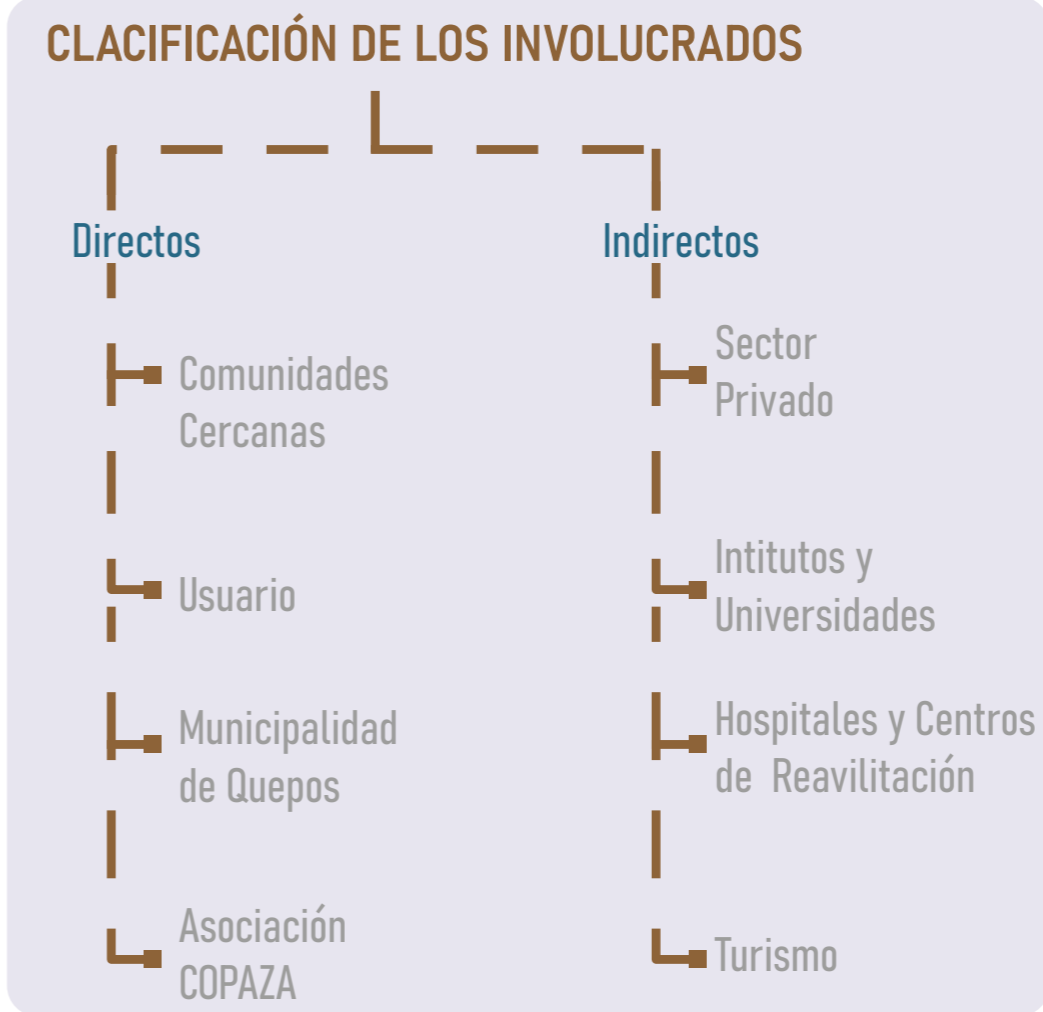 CLACIFICACIÓN DE LOS INVOLUCRADOS
Directos
Comunidades
Cercanas
Usuario
Municipalidad
de Quepos
Asociación
COPAZA
Indirectos
Sector
Privado
Intitutos y
Universidades
Hospitales y Centros
de Reavilitación
Turismo